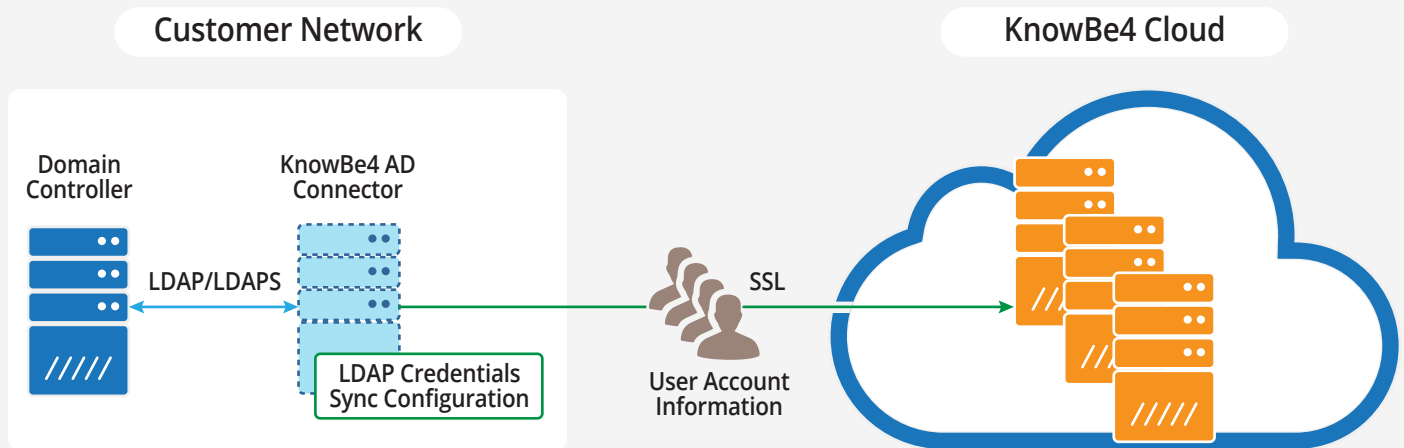 Customer Network
KnowBe4 Cloud
Domain
Controller
KnowBe4 AD
Connector
LDAP/LDAPS
SSL
LDAP Credentials
Sync Configuration
User Account
Information